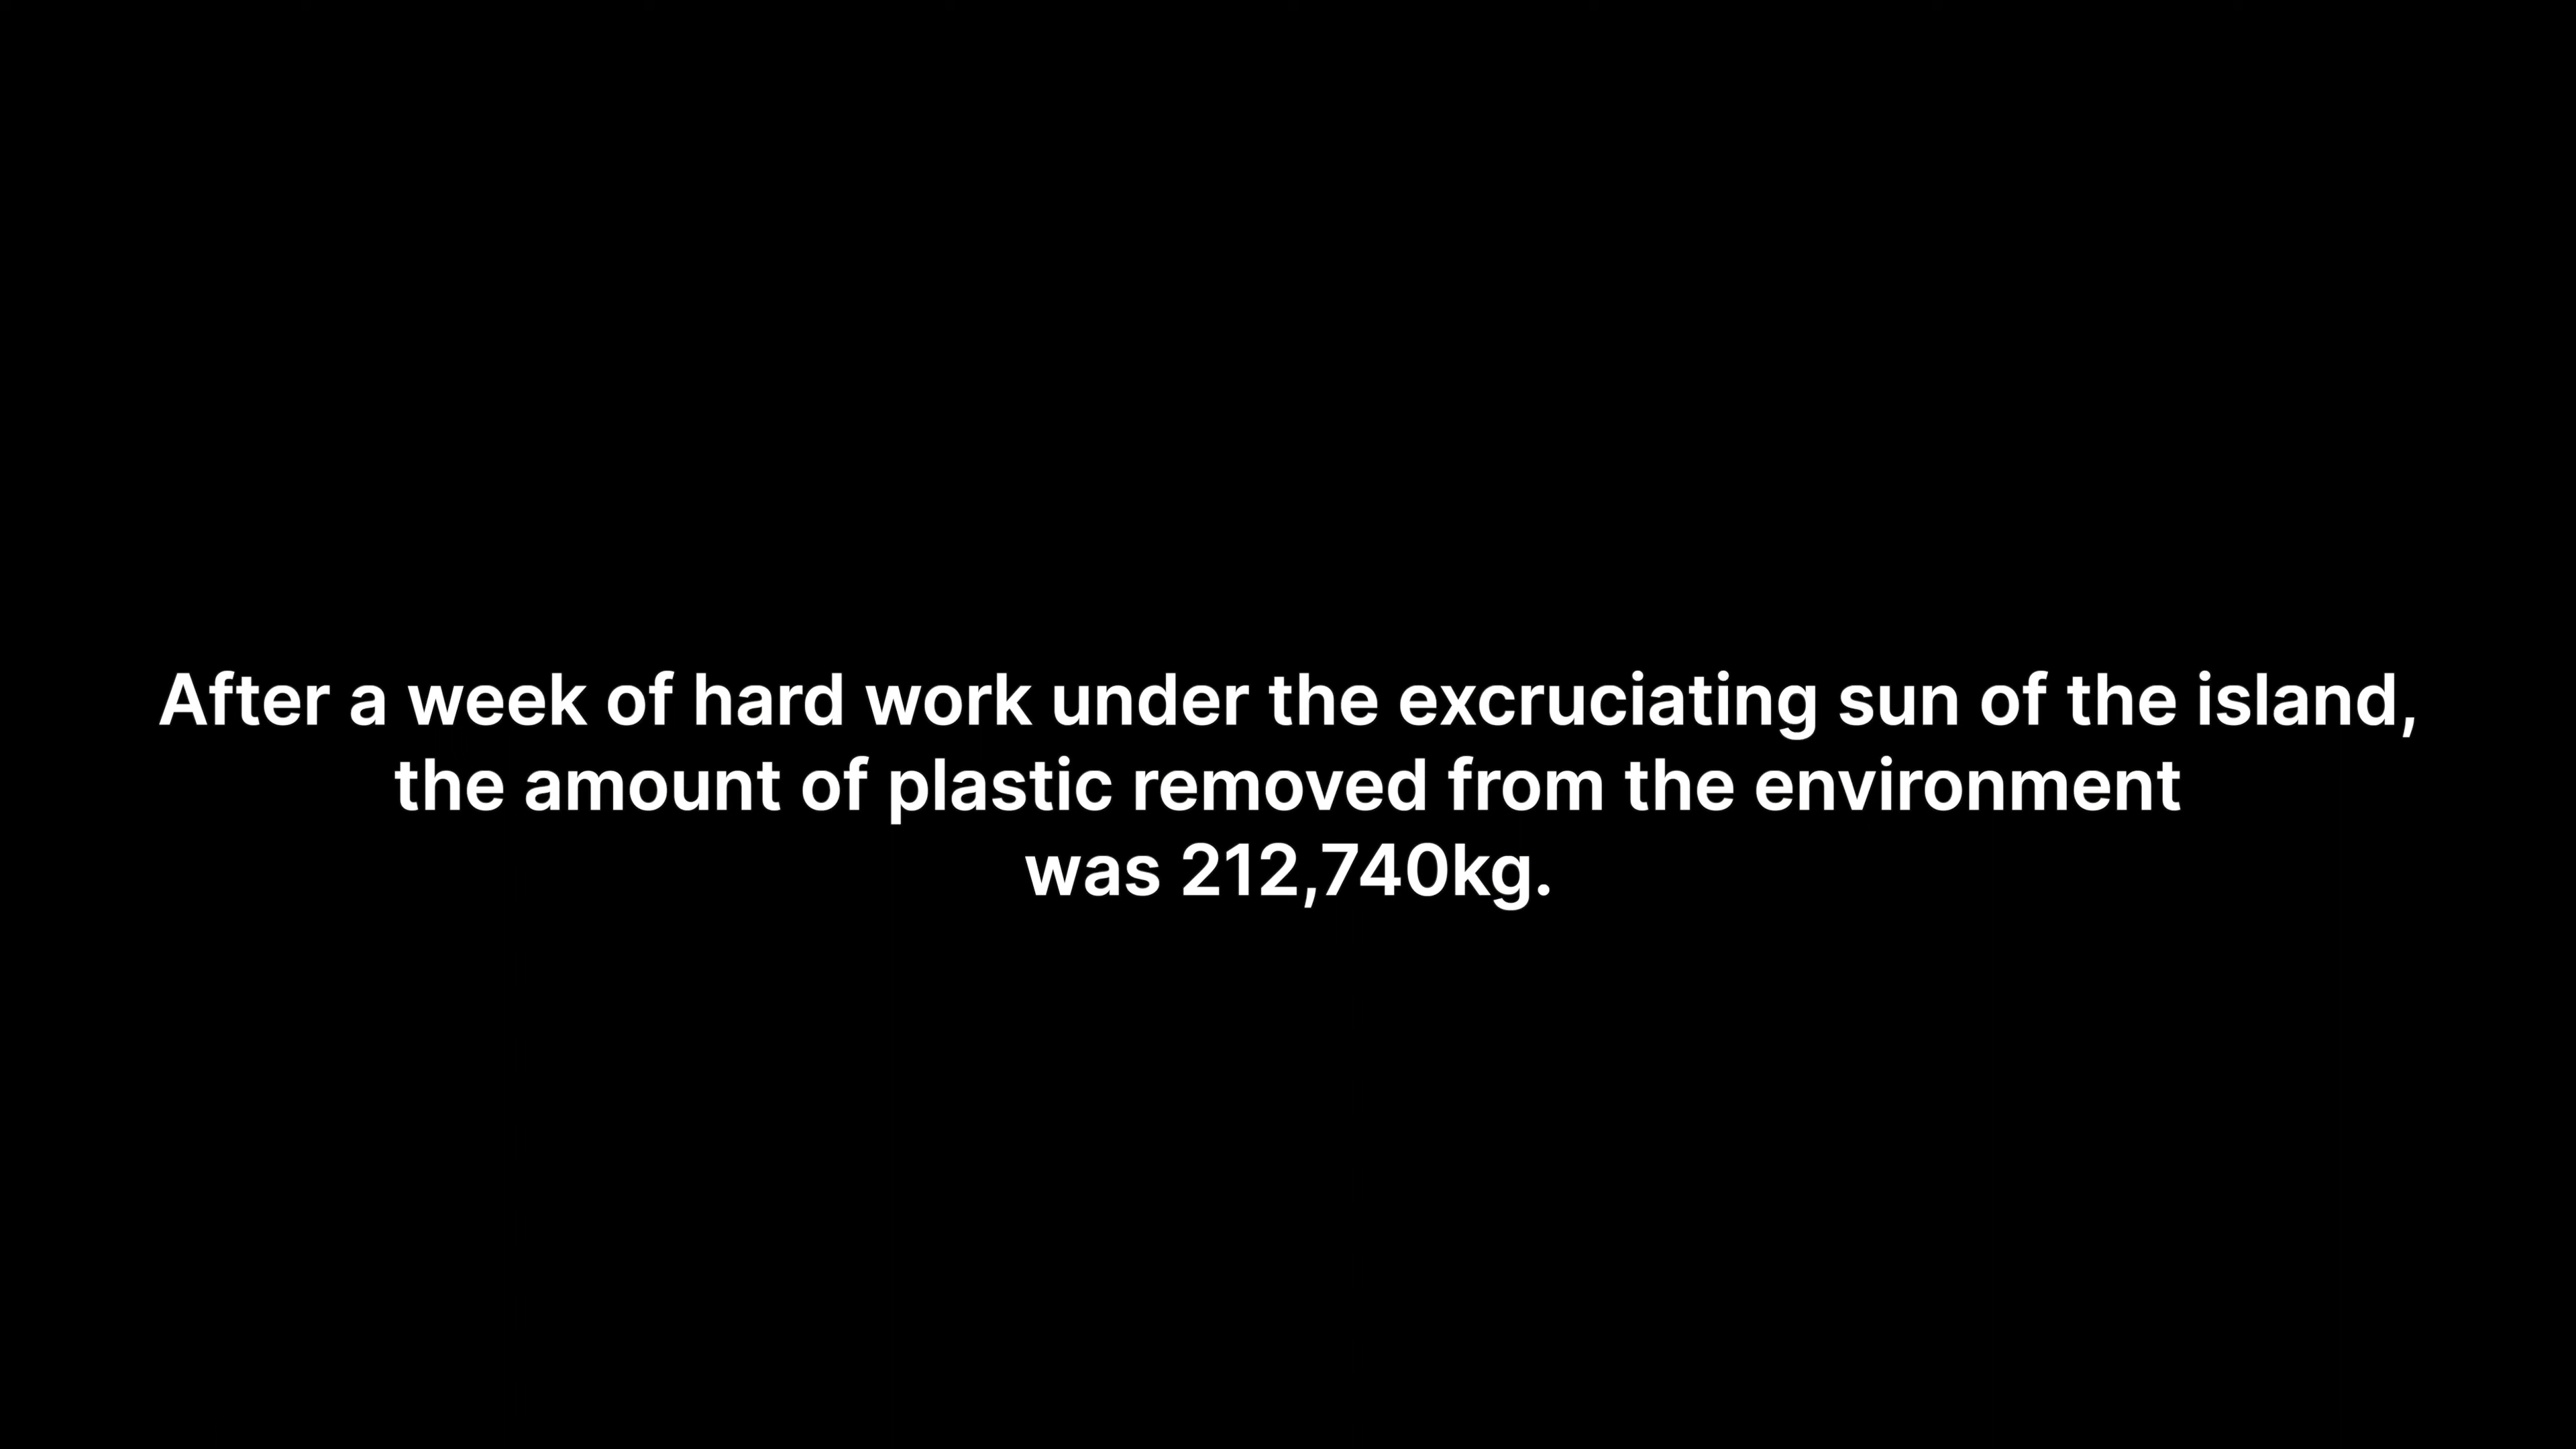 After a week of hard work under the excruciating sun of the island,
the amount of plastic removed from the environment
was 212,740kg.